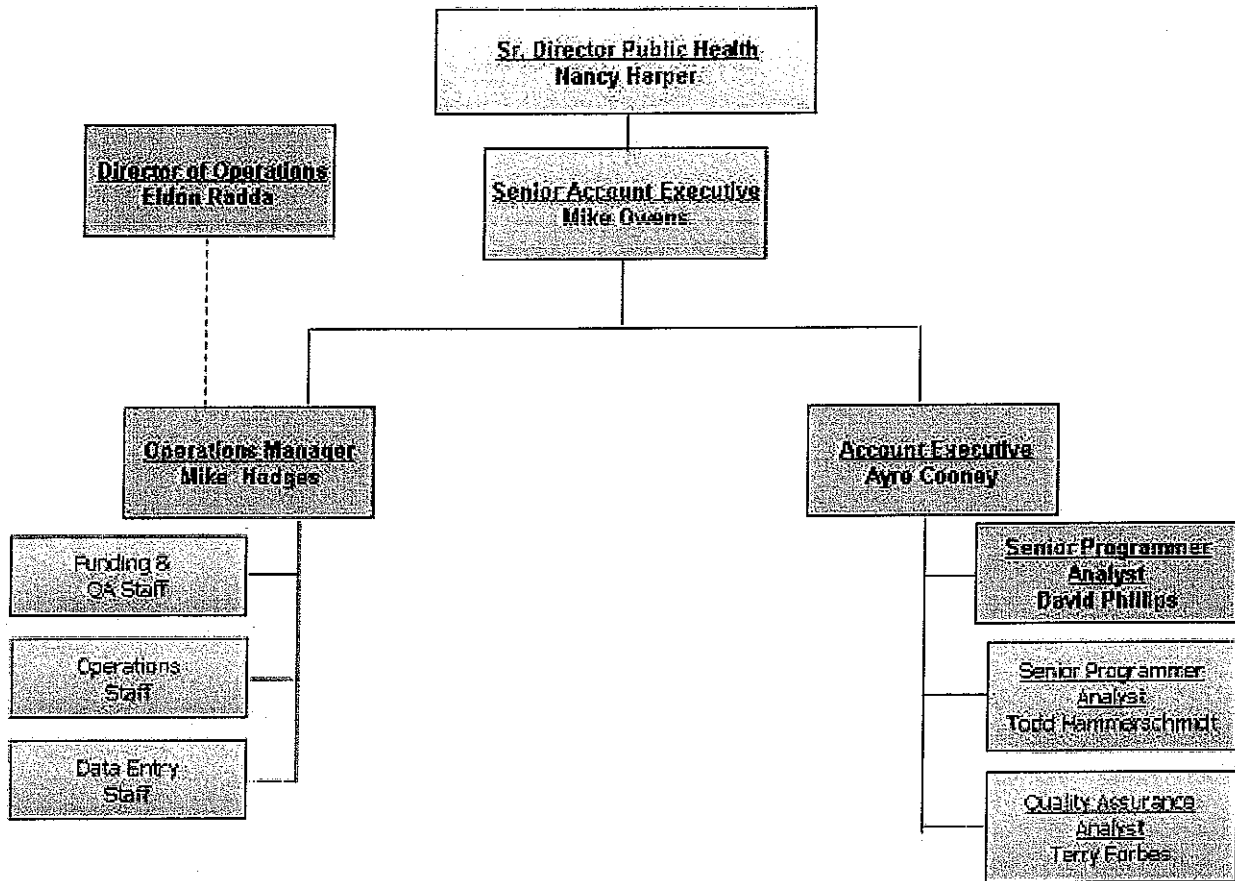 Sr. Director Public Health
Nancy Harper
Director of Operations
Eldon Radda
Senior Account Executive
Mike Owens
Operations Manager
Mike Hodges
Account Executive
Ayre Cooney
Funding &
QA Staff
Operations
Staff
Data Entry
Staff
Senior Programmer
Analyst
David Phillips
Senior Programmer
Analyst
Todd Hammerschmidt
Quality Assurance
Analyst
Terry Forbes